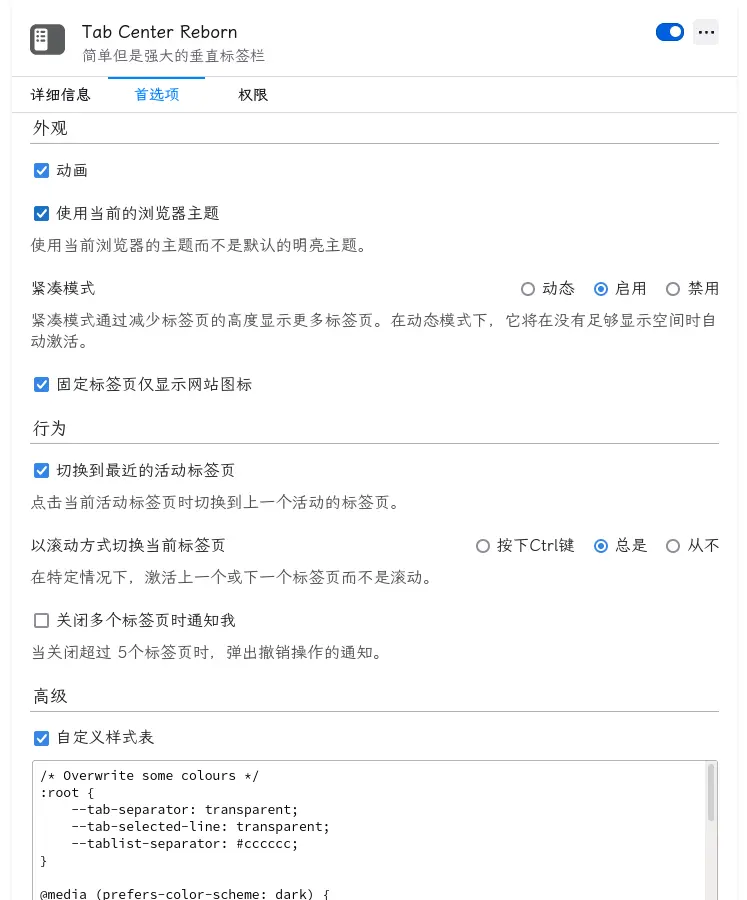 Tab Center Reborn
简单但是强大的垂直标签栏
详细信息 首选项 权限
外观
动画
使用当前的浏览器主题
使用当前浏览器的主题而不是默认的明亮主题。
紧凑模式 动态 启用 禁用
紧凑模式通过减少标签页的高度显示更多标签页。在动态模式下，它将在没有足够显示空间时自
动激活。
固定标签页仅显示网站图标
行为
切换到最近的活动标签页
点击当前活动标签页时切换到上一个活动的标签页。
以滚动方式切换当前标签页 按下Ctrl键 总是 从不
在特定情况下，激活上一个或下一个标签页而不是滚动。
关闭多个标签页时通知我
当关闭超过 5个标签页时，弹出撤销操作的通知。
高级
自定义样式表
/* Overwrite some colours */
:root {
    --tab-separator: transparent;
    --tab-selected-line: transparent;
    --tablist-separator: #cccccc;
}
@media (prefers-color-scheme: dark) {